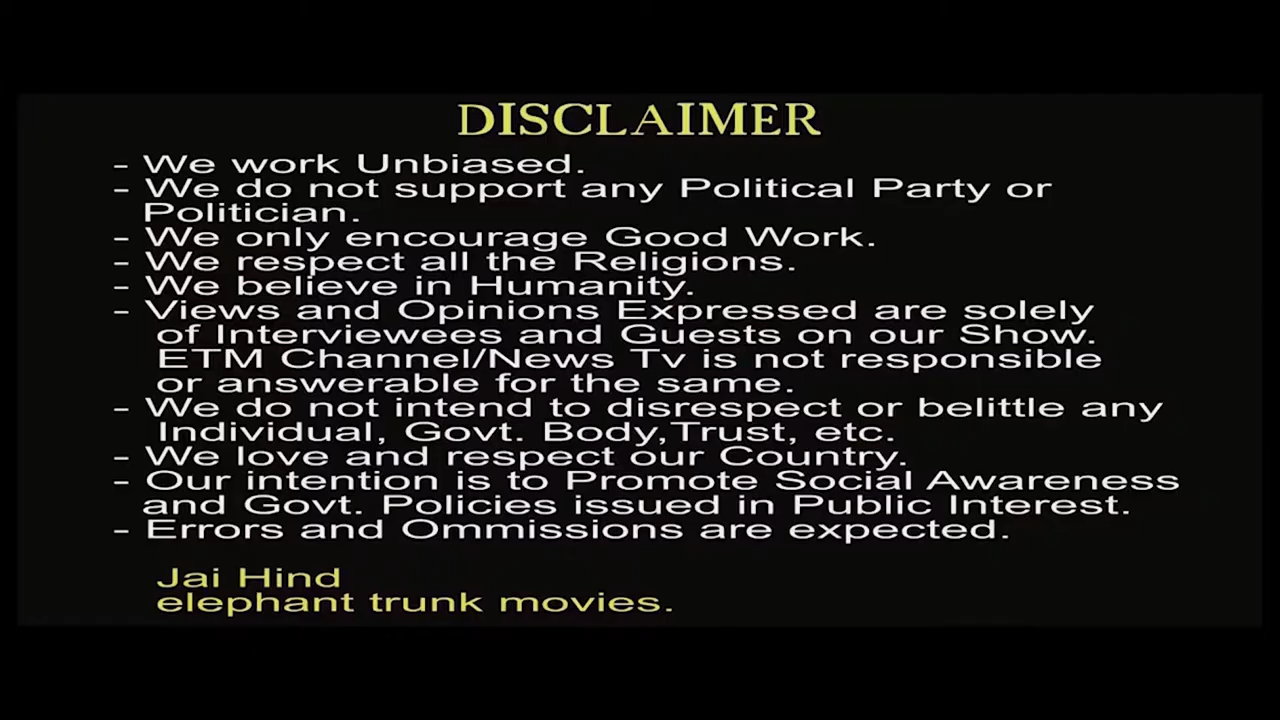 DISCLAIMER
- We work Unbiased.
- We do not support any Political Party or
Politician.
- We only encourage Good Work.
- We respect all the Religions.
- We believe in Humanity.
- Views and Opinions Expressed are solely
of Interviewees and Guests on our Show.
ETM Channel/News Tv is not responsible
or answerable for the same.
- We do not intend to disrespect or belittle any
Individual, Govt. Body,Trust, etc.
- We love and respect our Country.
- Our intention is to Promote Social Awareness
and Govt. Policies issued in Public Interest.
- Errors and Ommissions are expected.
Jai Hind
elephant trunk movies.